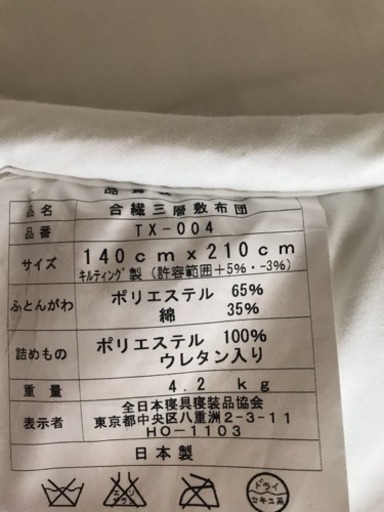 品名 合繊三層敷布団
品番 TX-004
サイズ 140cm x 210cm
キルティング製(許容範囲+5%・-3%)
ふとんがわ ポリエステル 65%
綿 35%
詰めもの ポリエステル 100%
ウレタン入り
重量 4.2 kg
表示者 全日本寝具寝装品協会
東京都中央区八重洲2-3-11
HO-1103
日本製
ドライ
セキユ系